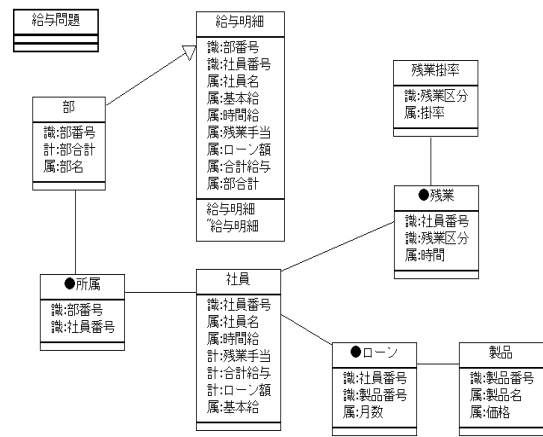 給与問題
給与明細
識:部番号
識:社員番号
属:社員名
属:基本給
属:時間給
属:残業手当
属:ローン額
属:合計給与
属:部合計
給与明細
~給与明細
部
識:部番号
計:部合計
属:部名
残業掛率
識:残業区分
属:掛率
●残業
識:社員番号
識:残業区分
属:時間
●所属
識:部番号
識:社員番号
社員
識:社員番号
属:社員名
属:時間給
計:残業手当
計:合計給与
計:ローン額
属:基本給
●ローン
識:社員番号
識:製品番号
属:月数
製品
識:製品番号
属:製品名
属:価格